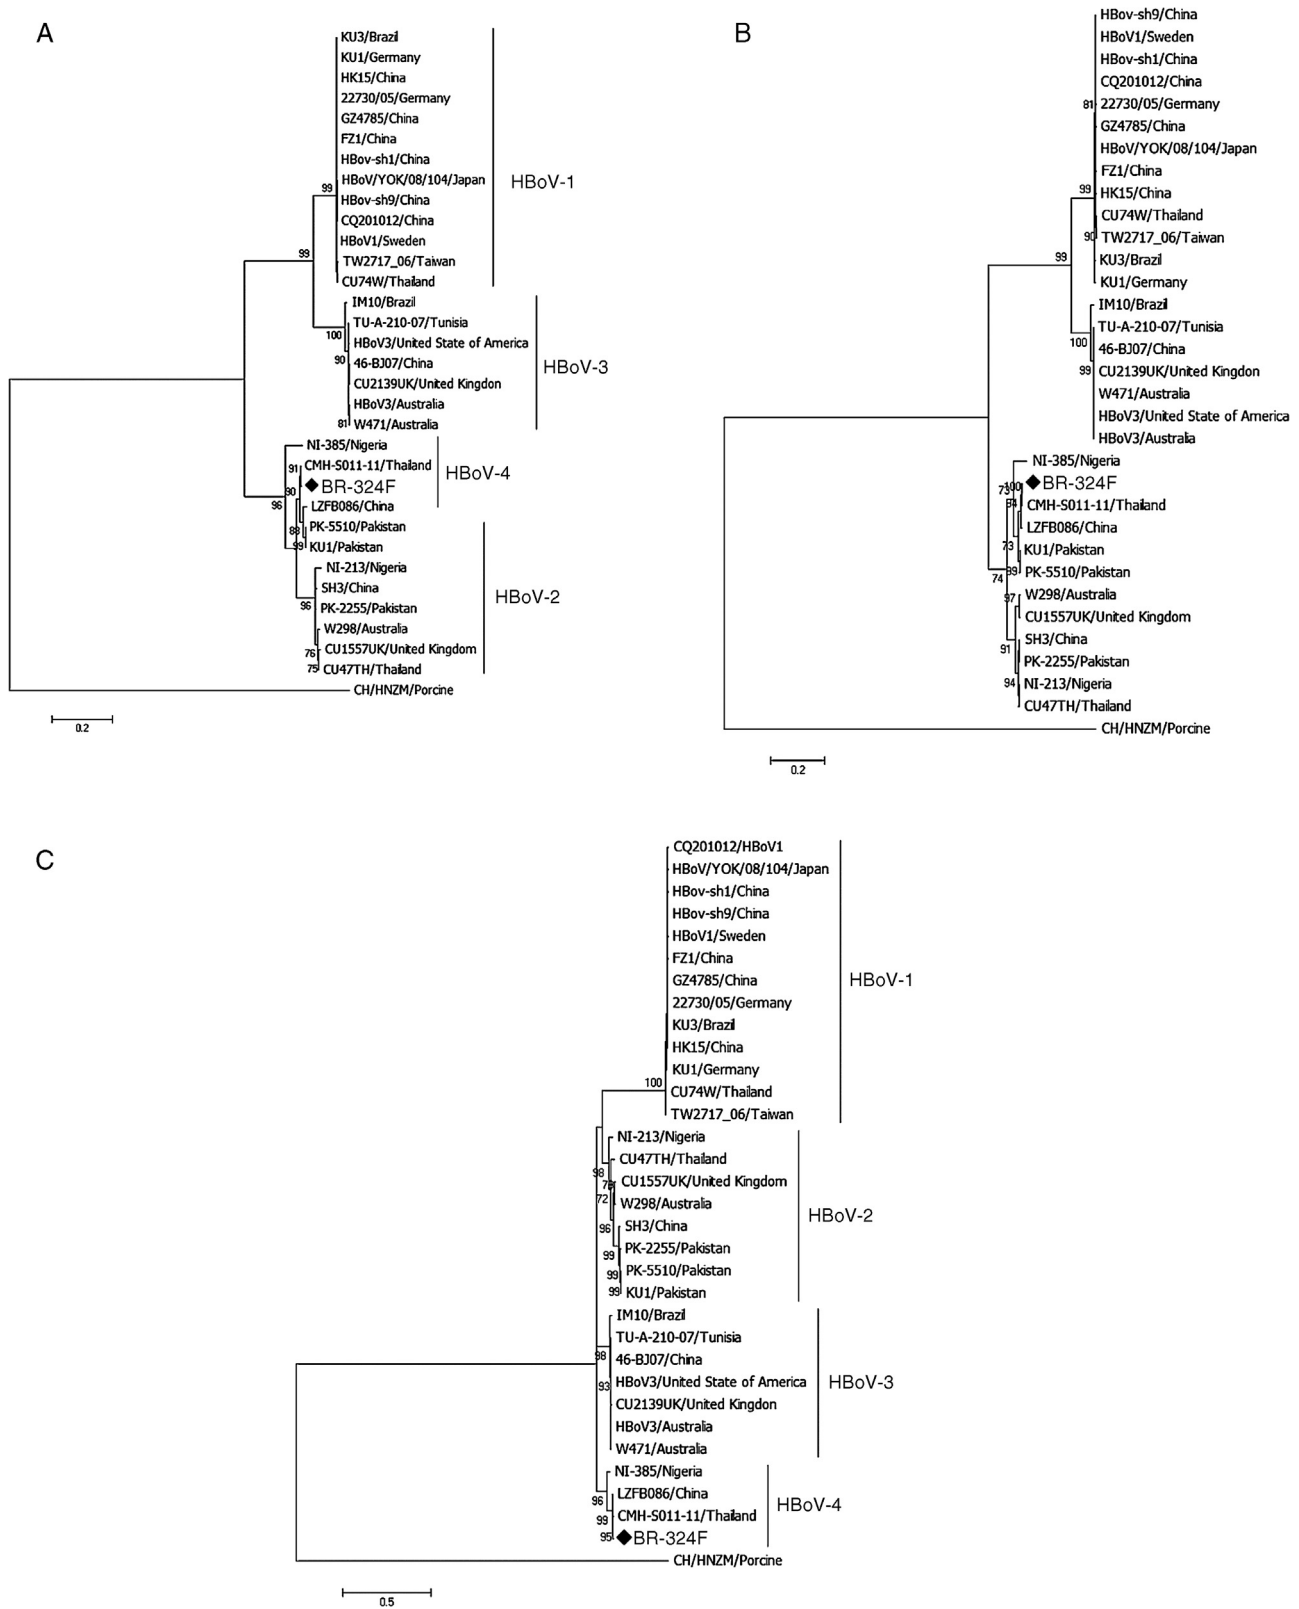 A
KU3/Brazil
KU1/Germany
HK15/China
22730/05/Germany
GZ4785/China
FZ1/China
HBov-sh1/China
HBoV/YOK/08/104/Japan
HBov-sh9/China
CQ201012/China
HBoV1/Sweden
TW2717_06/Taiwan
CU74W/Thailand
99
HBoV-1
99
IM10/Brazil
TU-A-210-07/Tunisia
HBoV3/United State of America
46-BJ07/China
CU2139UK/United Kingdon
HBoV3/Australia
W471/Australia
100
90
81
HBoV-3
NI-385/Nigeria
CMH-S011-11/Thailand
BR-324F
LZFB086/China
PK-5510/Pakistan
KU1/Pakistan
91
90
96
88
99
HBoV-4
NI-213/Nigeria
SH3/China
PK-2255/Pakistan
W298/Australia
CU1557UK/United Kingdom
CU47TH/Thailand
96
76
75
HBoV-2
CH/HNZM/Porcine
0.2
B
HBov-sh9/China
HBoV1/Sweden
HBov-sh1/China
CQ201012/China
22730/05/Germany
GZ4785/China
HBoV/YOK/08/104/Japan
FZ1/China
HK15/China
CU74W/Thailand
TW2717_06/Taiwan
KU3/Brazil
KU1/Germany
81
99
90
99
IM10/Brazil
TU-A-210-07/Tunisia
46-BJ07/China
CU2139UK/United Kingdon
W471/Australia
HBoV3/United State of America
HBoV3/Australia
100
99
NI-385/Nigeria
BR-324F
CMH-S011-11/Thailand
LZFB086/China
KU1/Pakistan
PK-5510/Pakistan
73
100
94
73
99
74
W298/Australia
CU1557UK/United Kingdom
SH3/China
PK-2255/Pakistan
NI-213/Nigeria
CU47TH/Thailand
97
91
94
CH/HNZM/Porcine
0.2
C
CQ201012/HBoV1
HBoV/YOK/08/104/Japan
HBov-sh1/China
HBov-sh9/China
HBoV1/Sweden
FZ1/China
GZ4785/China
22730/05/Germany
KU3/Brazil
HK15/China
KU1/Germany
CU74W/Thailand
TW2717_06/Taiwan
100
HBoV-1
NI-213/Nigeria
CU47TH/Thailand
CU1557UK/United Kingdom
W298/Australia
SH3/China
PK-2255/Pakistan
PK-5510/Pakistan
KU1/Pakistan
98
72
96
99
99
99
HBoV-2
IM10/Brazil
TU-A-210-07/Tunisia
46-BJ07/China
HBoV3/United State of America
CU2139UK/United Kingdon
HBoV3/Australia
W471/Australia
98
93
HBoV-3
NI-385/Nigeria
LZFB086/China
CMH-S011-11/Thailand
BR-324F
96
99
95
HBoV-4
CH/HNZM/Porcine
0.5